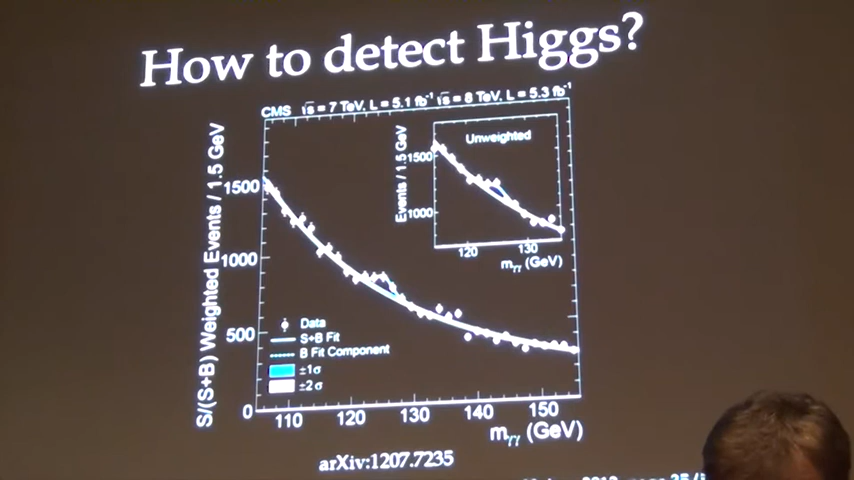 How to detect Higgs?
CMS √s = 7 TeV, L = 5.1 fb⁻¹ √s = 8 TeV, L = 5.3 fb⁻¹
S/(S+B) Weighted Events / 1.5 GeV
1500
1000
500
0
110 120 130 140 150
mγγ (GeV)
Unweighted
Events / 1.5 GeV
1500
1000
120 130
mγγ (GeV)
Data
S+B Fit
B Fit Component
±1σ
±2σ
arXiv:1207.7235